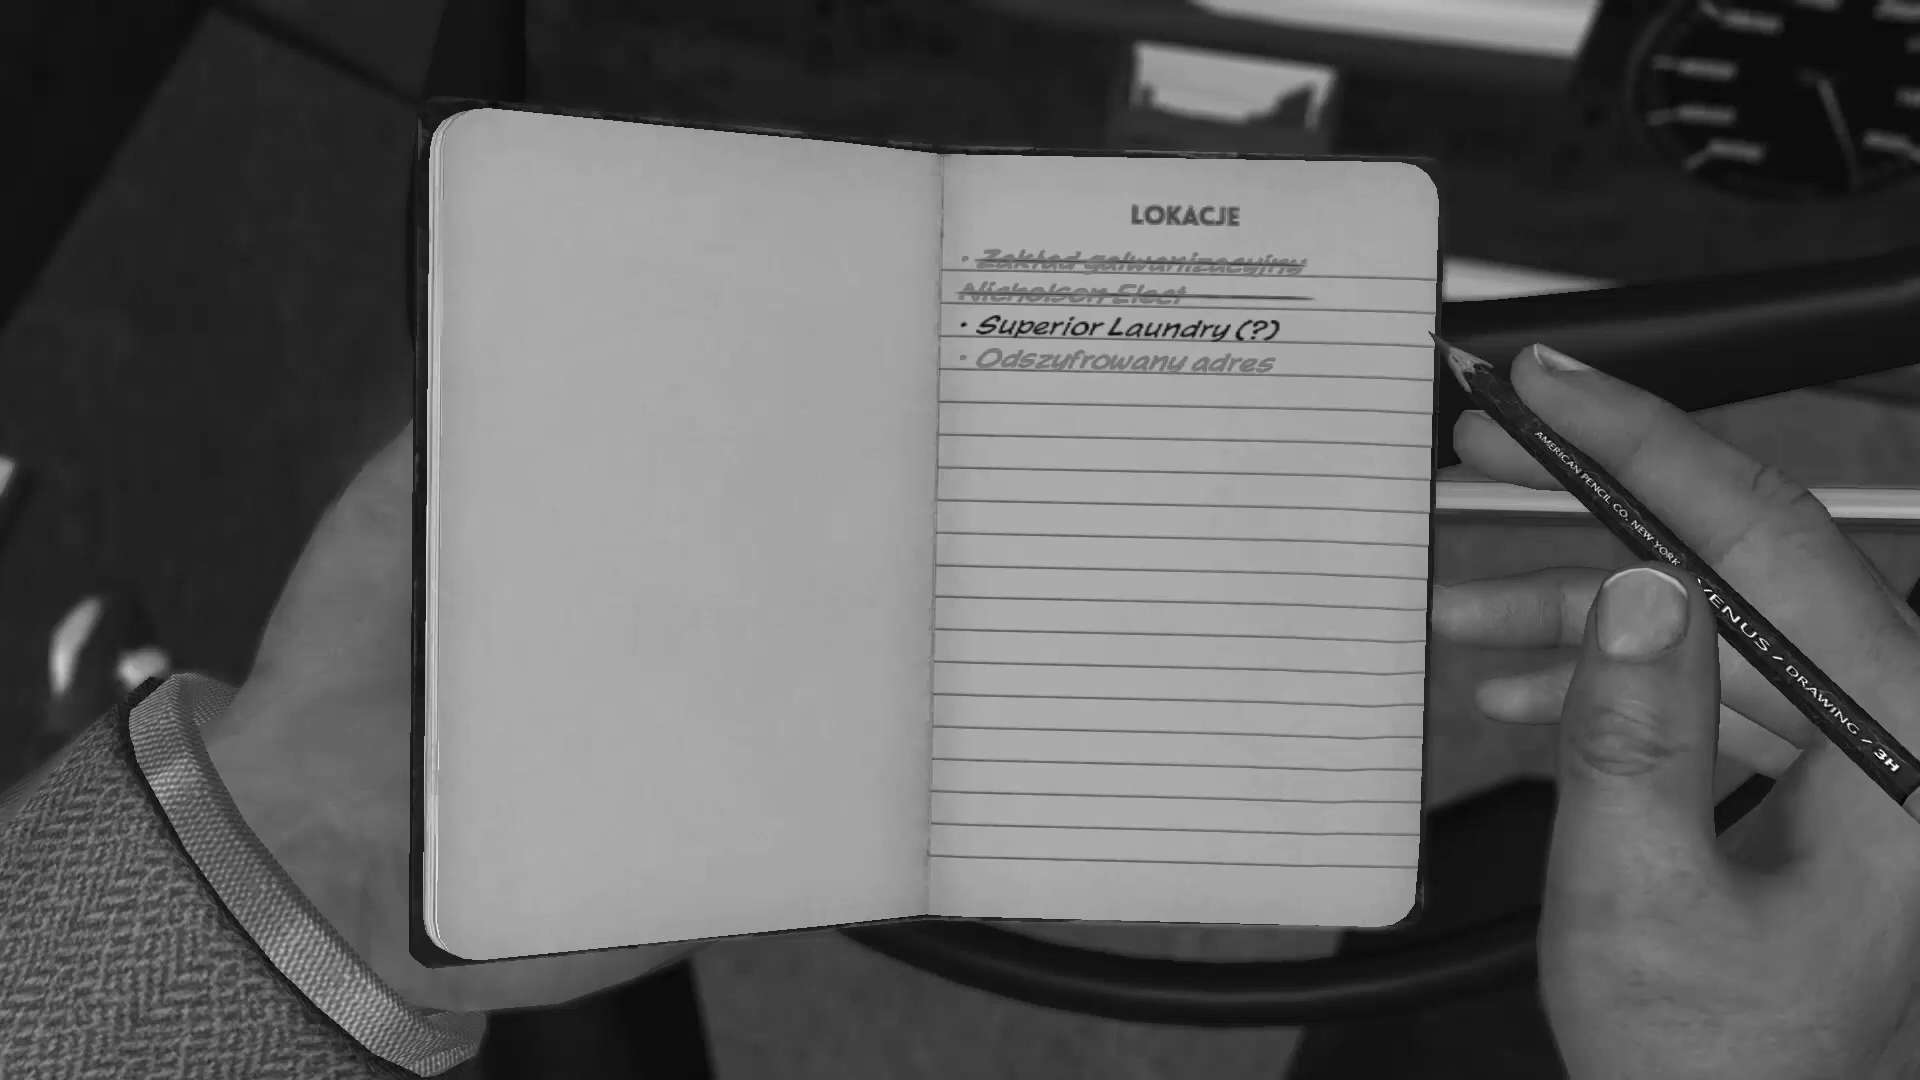 LOKACJE
• Zakład galwanizacyjny
Nicholson Elect
• Superior Laundry (?)
• Odszyfrowany adres
AMERICAN PENCIL CO. NEW YORK
VENUS / DRAWING / 3H